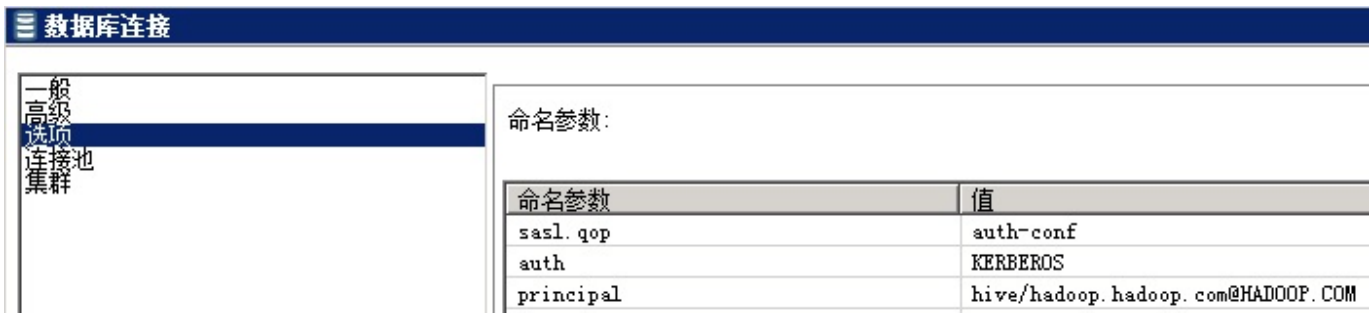 数据库连接
一般
高级
选项
连接池
集群
命名参数:
命名参数 值
sasl.qop auth-conf
auth KERBEROS
principal hive/hadoop.hadoop.com@HADOOP.COM